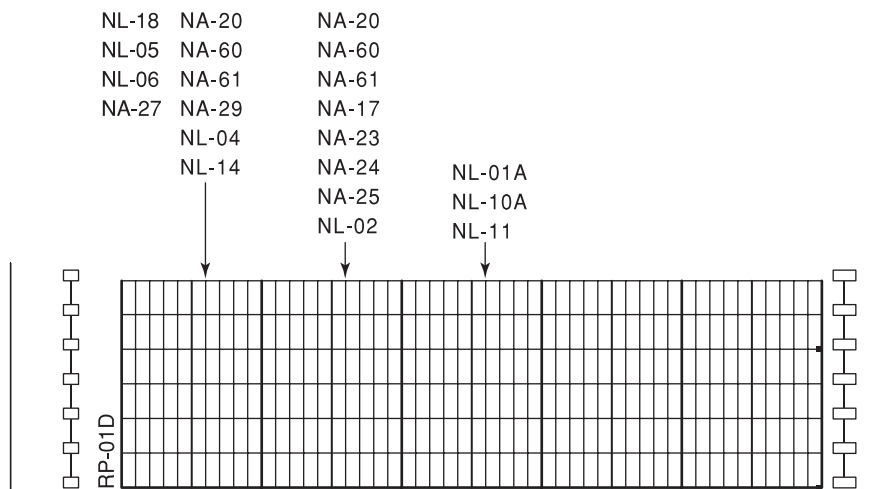 NL-18 NA-20 NA-20
NL-05 NA-60 NA-60
NL-06 NA-61 NA-61
NA-27 NA-29 NA-17
NL-04 NA-23
NL-14 NA-24 NL-01A
NA-25 NL-10A
NL-02 NL-11
RP-01D